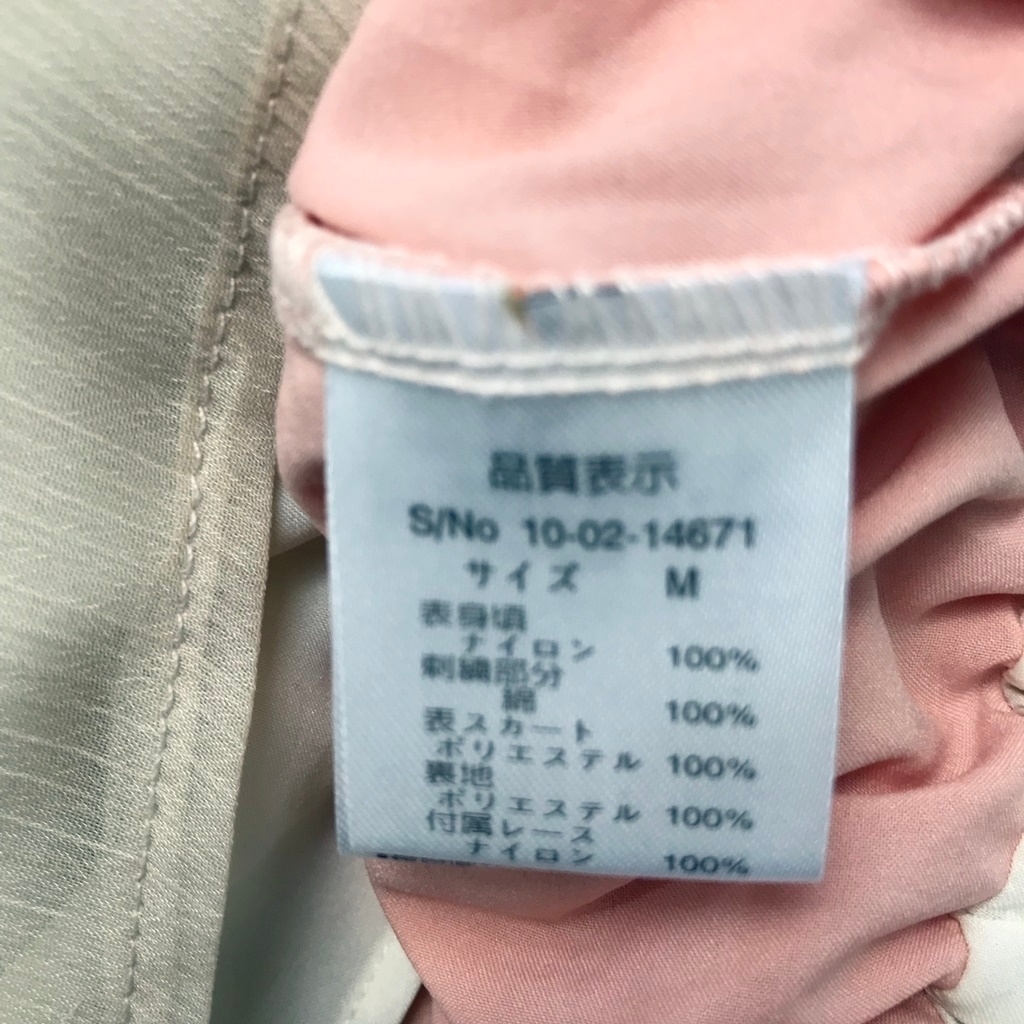 品質表示
S/No 10-02-14671
サイズ M
表身頃
ナイロン 100%
刺繍部分
綿 100%
表スカート
ポリエステル 100%
裏地
ポリエステル 100%
付属レース
ナイロン 100%